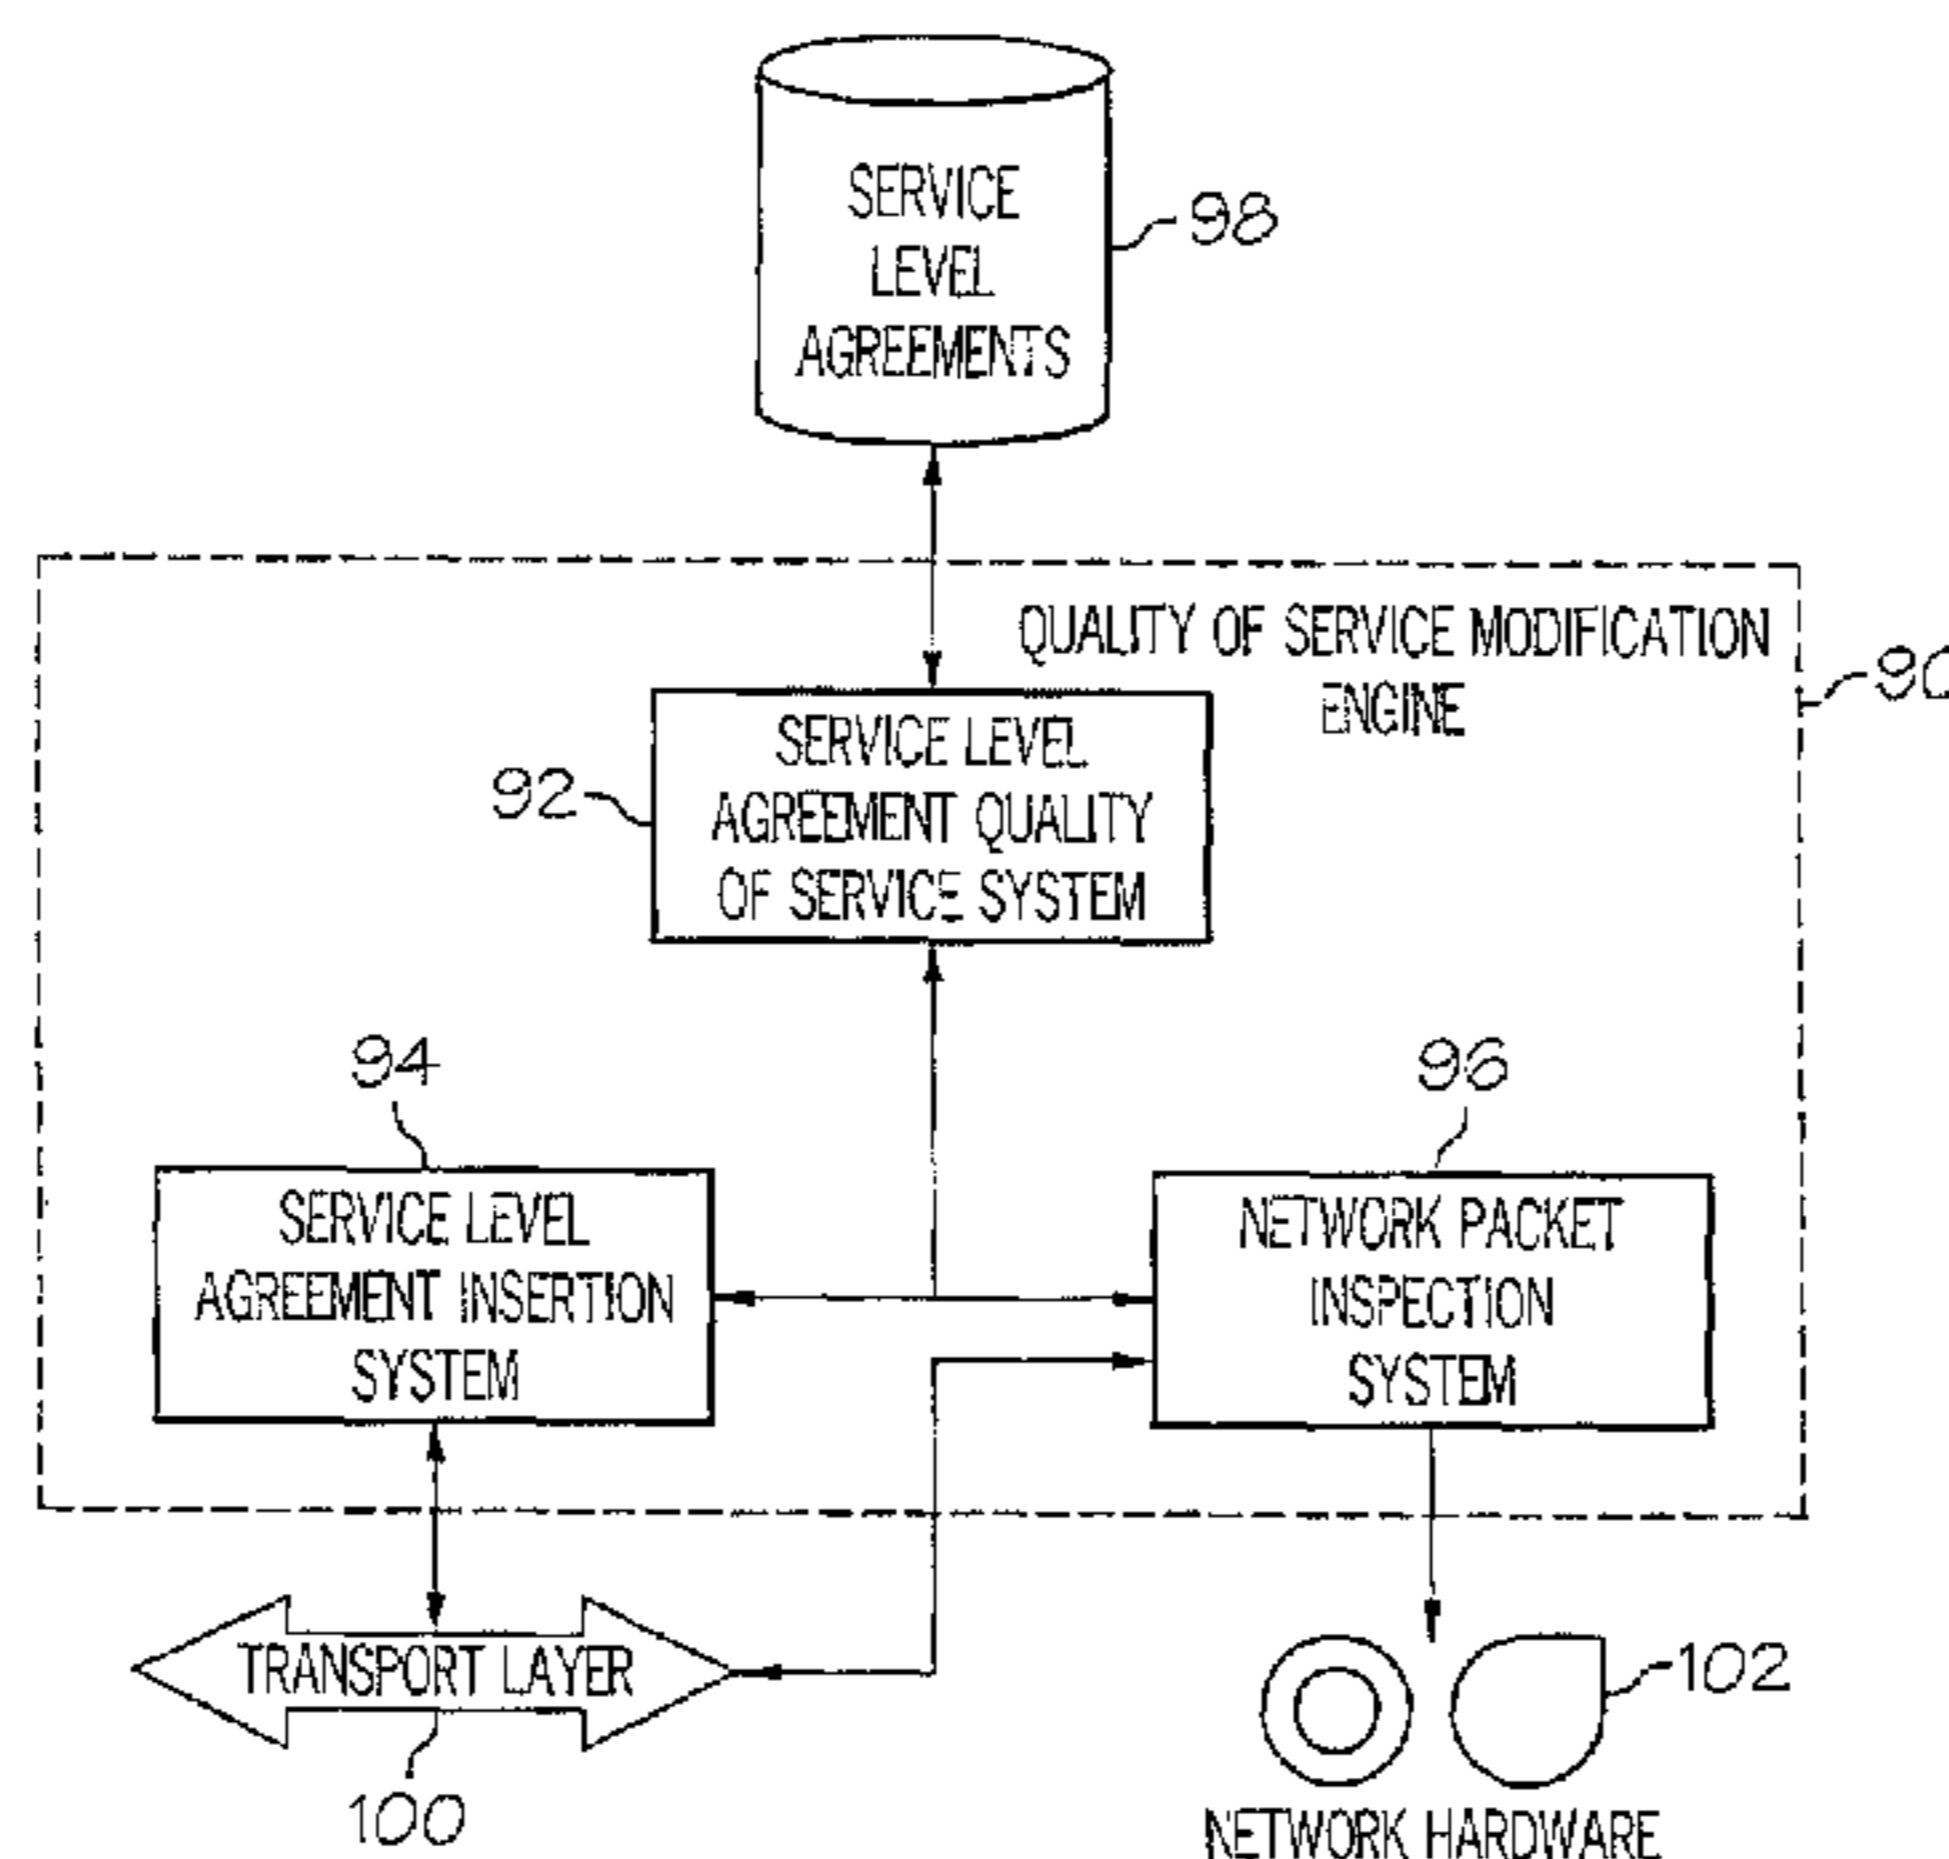 SERVICE
LEVEL
AGREEMENTS
98
QUALITY OF SERVICE MODIFICATION
ENGINE
90
92
SERVICE LEVEL
AGREEMENT QUALITY
OF SERVICE SYSTEM
94
SERVICE LEVEL
AGREEMENT INSERTION
SYSTEM
96
NETWORK PACKET
INSPECTION
SYSTEM
TRANSPORT LAYER
100
102
NETWORK HARDWARE